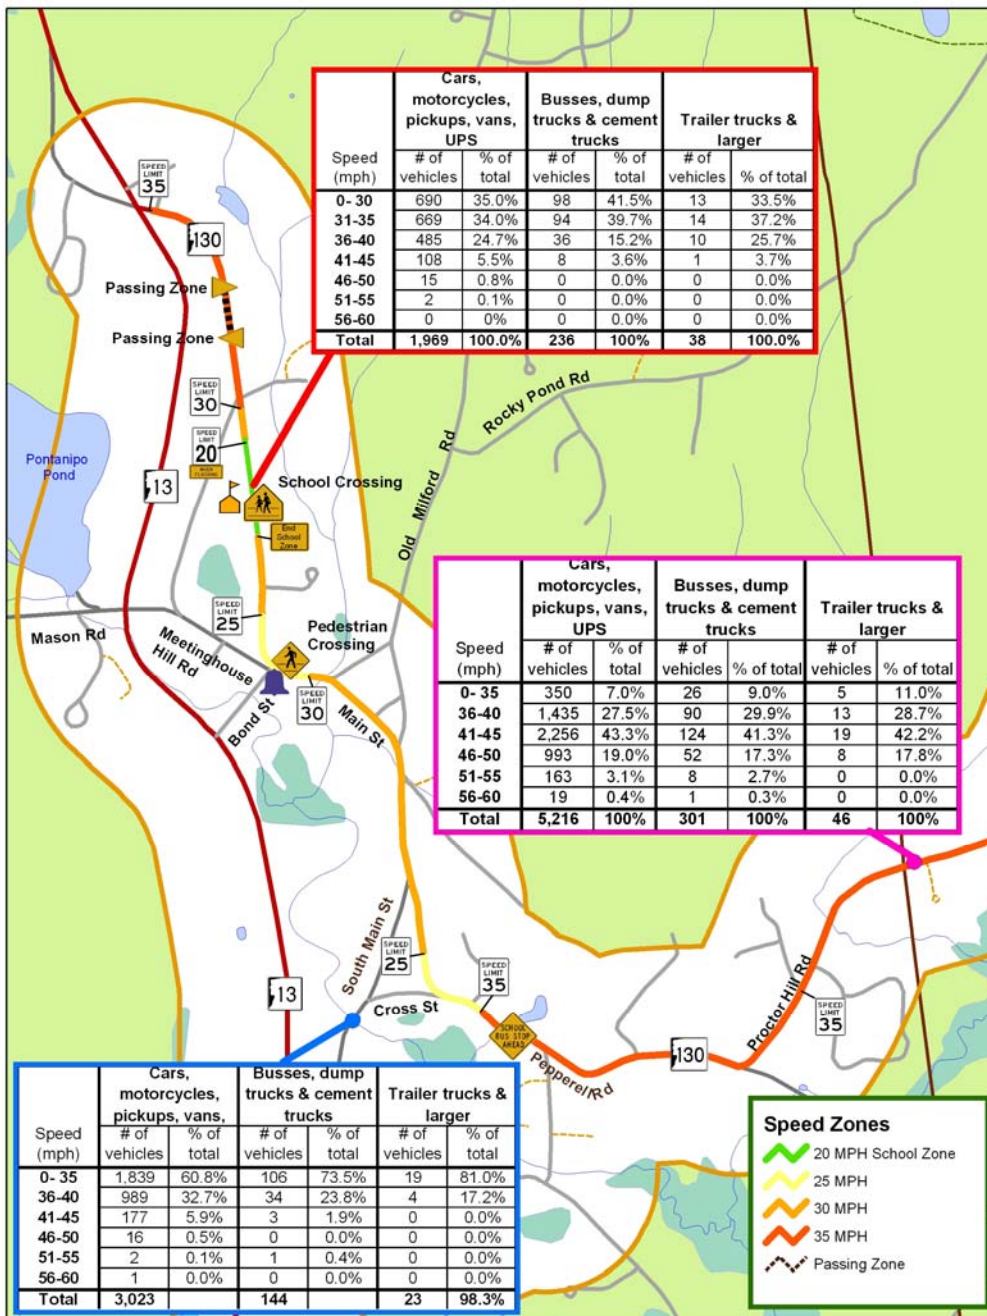 Cars,
motorcycles,
pickups, vans,
UPS
Busses, dump
trucks & cement
trucks
Trailer trucks &
larger
Speed
(mph)
# of
vehicles
% of
total
# of
vehicles
% of
total
# of
vehicles
% of total
0- 30 690 35.0% 98 41.5% 13 33.5%
31-35 669 34.0% 94 39.7% 14 37.2%
36-40 485 24.7% 36 15.2% 10 25.7%
41-45 108 5.5% 8 3.6% 1 3.7%
46-50 15 0.8% 0 0.0% 0 0.0%
51-55 2 0.1% 0 0.0% 0 0.0%
56-60 0 0% 0 0.0% 0 0.0%
Total 1,969 100.0% 236 100% 38 100.0%
SPEED
LIMIT
35
130
Passing Zone
Passing Zone
SPEED
LIMIT
30
SPEED
LIMIT
20
WHEN
FLASHING
Pontanipo
Pond
13
School Crossing
End
School
Zone
Rocky Pond Rd
Old Milford Rd
SPEED
LIMIT
25
Mason Rd
Meetinghouse
Hill Rd
Pedestrian
Crossing
SPEED
LIMIT
30
Bond St
Main St
Cars,
motorcycles,
pickups, vans,
UPS
Busses, dump
trucks & cement
trucks
Trailer trucks &
larger
Speed
(mph)
# of
vehicles
% of
total
# of
vehicles
% of total
# of
vehicles
% of total
0- 35 350 7.0% 26 9.0% 5 11.0%
36-40 1,435 27.5% 90 29.9% 13 28.7%
41-45 2,256 43.3% 124 41.3% 19 42.2%
46-50 993 19.0% 52 17.3% 8 17.8%
51-55 163 3.1% 8 2.7% 0 0.0%
56-60 19 0.4% 1 0.3% 0 0.0%
Total 5,216 100% 301 100% 46 100%
South Main St
SPEED
LIMIT
25
13
Cross St
SPEED
LIMIT
35
SCHOOL
BUS STOP
AHEAD
Pepperell Rd
130
Proctor Hill Rd
SPEED
LIMIT
35
Cars,
motorcycles,
pickups, vans,
Busses, dump
trucks & cement
trucks
Trailer trucks &
larger
Speed
(mph)
# of
vehicles
% of
total
# of
vehicles
% of
total
# of
vehicles
% of
total
0- 35 1,839 60.8% 106 73.5% 19 81.0%
36-40 989 32.7% 34 23.8% 4 17.2%
41-45 177 5.9% 3 1.9% 0 0.0%
46-50 16 0.5% 0 0.0% 0 0.0%
51-55 2 0.1% 1 0.4% 0 0.0%
56-60 1 0.0% 0 0.0% 0 0.0%
Total 3,023 144 23 98.3%
Speed Zones
20 MPH School Zone
25 MPH
30 MPH
35 MPH
Passing Zone